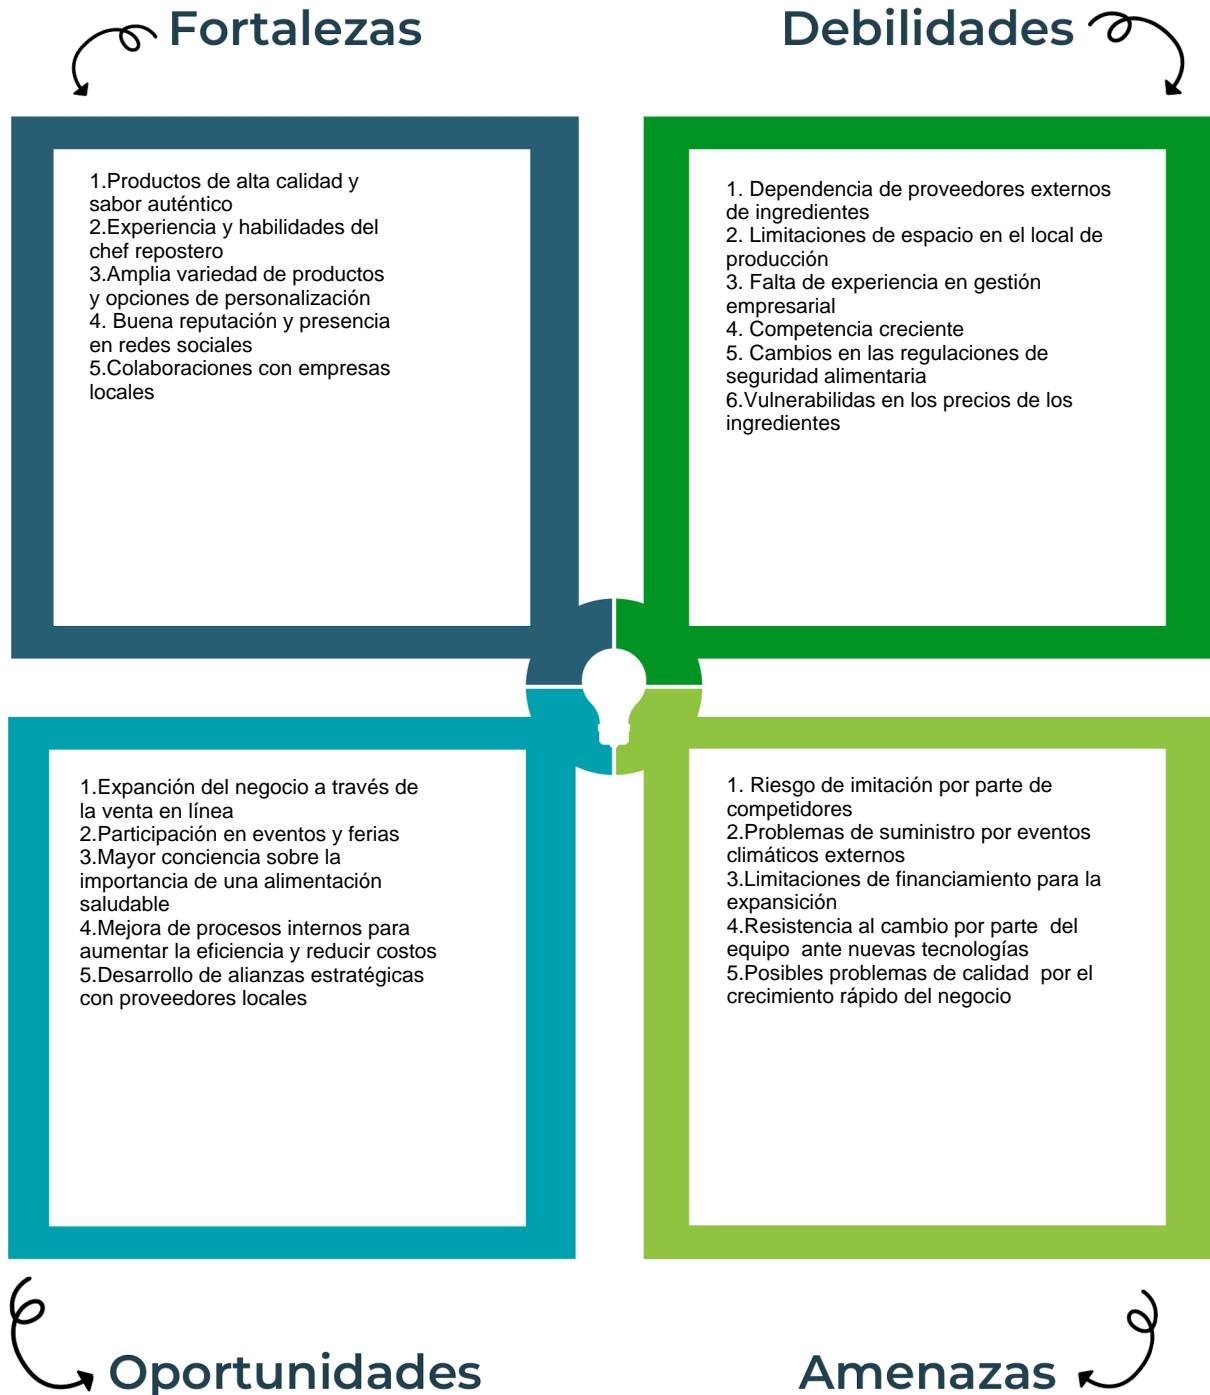 Fortalezas
1.Productos de alta calidad y
sabor auténtico
2.Experiencia y habilidades del
chef repostero
3.Amplia variedad de productos
y opciones de personalización
4. Buena reputación y presencia
en redes sociales
5.Colaboraciones con empresas
locales
Debilidades
1. Dependencia de proveedores externos
de ingredientes
2. Limitaciones de espacio en el local de
producción
3. Falta de experiencia en gestión
empresarial
4. Competencia creciente
5. Cambios en las regulaciones de
seguridad alimentaria
6.Vulnerabilidas en los precios de los
ingredientes
1.Expanción del negocio a través de
la venta en línea
2.Participación en eventos y ferias
3.Mayor conciencia sobre la
importancia de una alimentación
saludable
4.Mejora de procesos internos para
aumentar la eficiencia y reducir costos
5.Desarrollo de alianzas estratégicas
con proveedores locales
Oportunidades
1. Riesgo de imitación por parte de
competidores
2.Problemas de suministro por eventos
climáticos externos
3.Limitaciones de financiamiento para la
expansición
4.Resistencia al cambio por parte  del
equipo  ante nuevas tecnologías
5.Posibles problemas de calidad  por el
crecimiento rápido del negocio
Amenazas